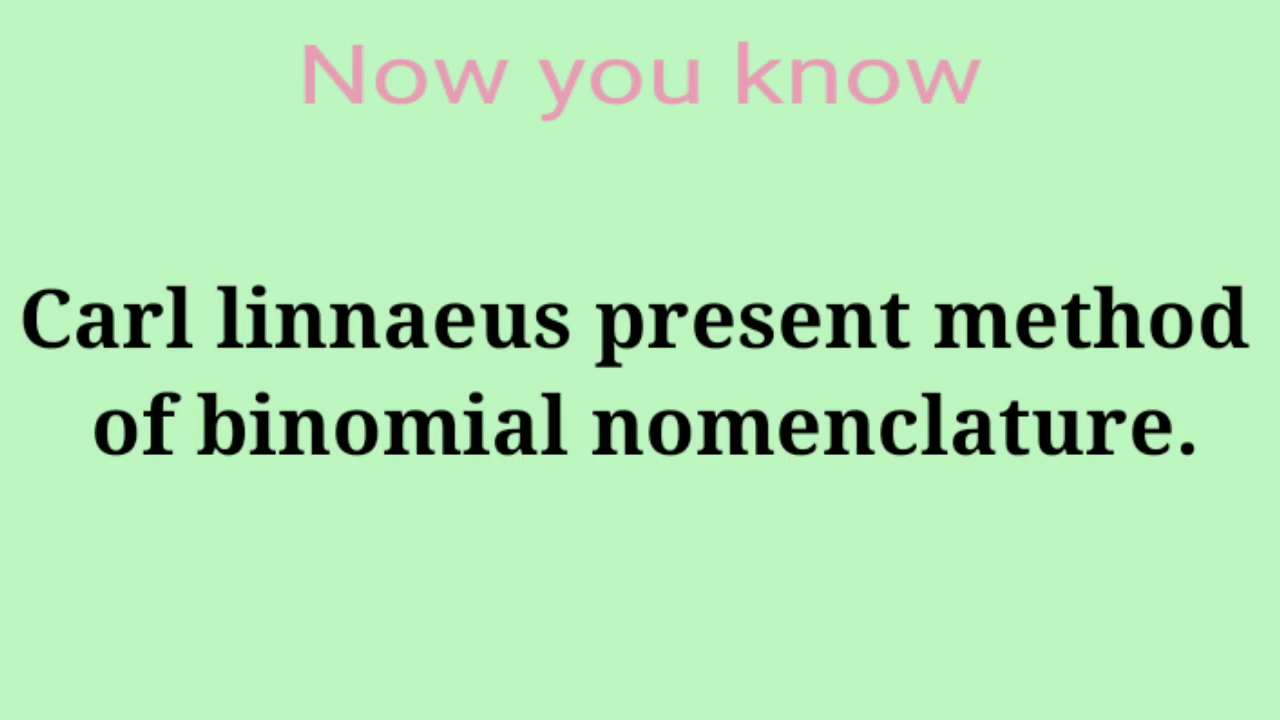 Now you know
Carl linnaeus present method
of binomial nomenclature.